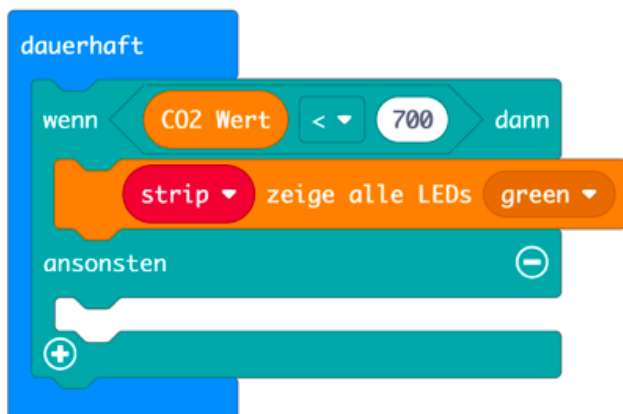 dauerhaft
wenn CO2 Wert < 700 dann
strip zeige alle LEDs green
ansonsten